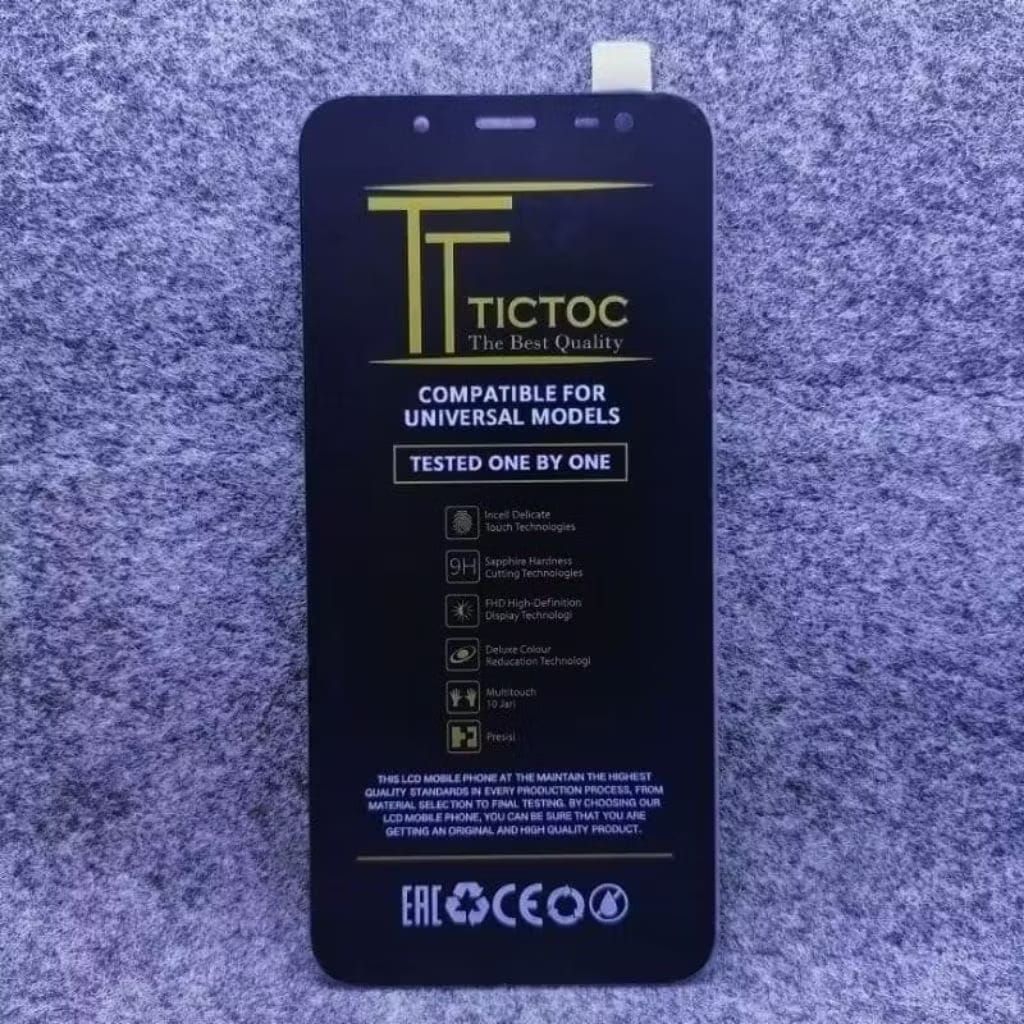 TT
TICTOC
The Best Quality
COMPATIBLE FOR
UNIVERSAL MODELS
TESTED ONE BY ONE
Incell Delicate
Touch Technologies
9H
Sapphire Hardness
Cutting Technologies
FHD High-Definition
Display Technologi
Deluxe Colour
Reducation Technologi
Multitouch
10 Jari
Presisi
THIS LCD MOBILE PHONE AT THE MAINTAIN THE HIGHEST
QUALITY STANDARDS IN EVERY PRODUCTION PROCESS, FROM
MATERIAL SELECTION TO FINAL TESTING. BY CHOOSING OUR
LCD MOBILE PHONE, YOU CAN BE SURE THAT YOU ARE
GETTING AN ORIGINAL AND HIGH QUALITY PRODUCT.
EAC CE